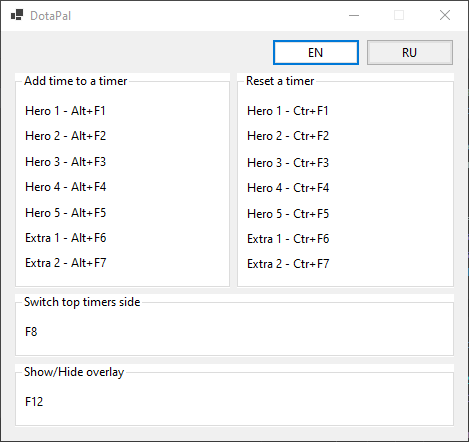 DotaPal
EN
RU
Add time to a timer
Hero 1 - Alt+F1
Hero 2 - Alt+F2
Hero 3 - Alt+F3
Hero 4 - Alt+F4
Hero 5 - Alt+F5
Extra 1 - Alt+F6
Extra 2 - Alt+F7
Reset a timer
Hero 1 - Ctr+F1
Hero 2 - Ctr+F2
Hero 3 - Ctr+F3
Hero 4 - Ctr+F4
Hero 5 - Ctr+F5
Extra 1 - Ctr+F6
Extra 2 - Ctr+F7
Switch top timers side
F8
Show/Hide overlay
F12